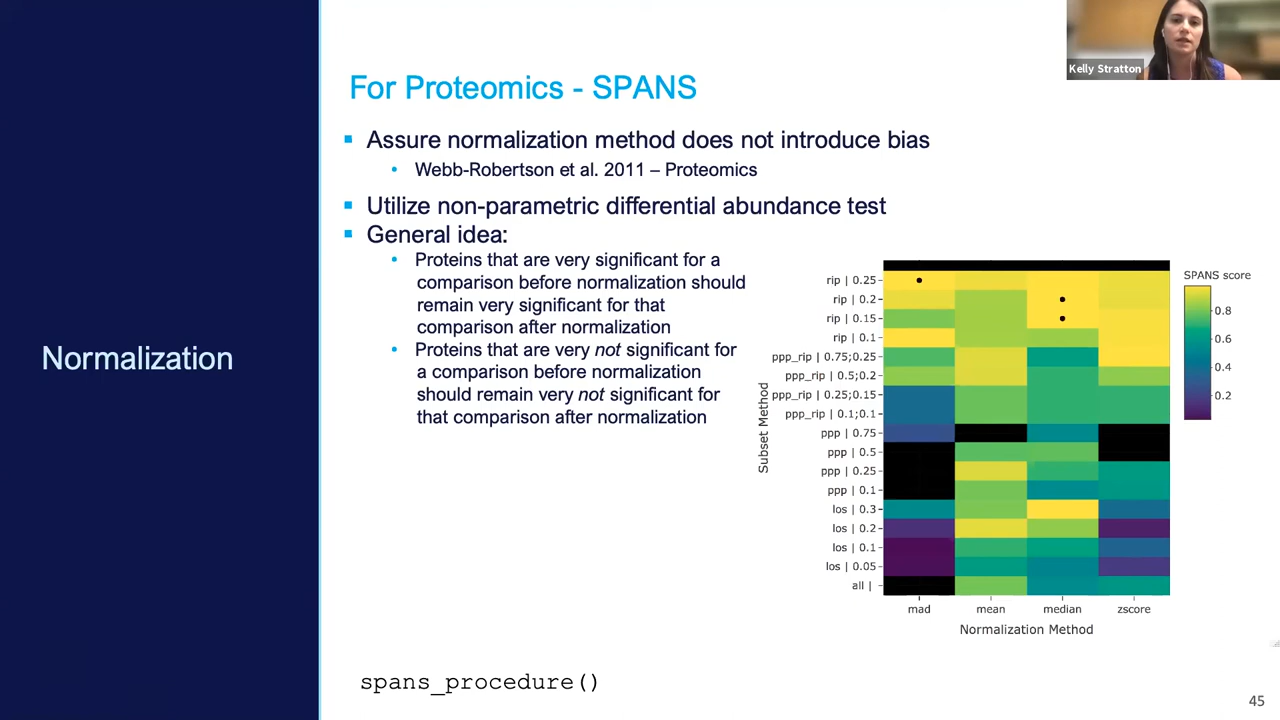 Kelly Stratton
For Proteomics - SPANS
Assure normalization method does not introduce bias
Webb-Robertson et al. 2011 – Proteomics
Utilize non-parametric differential abundance test
General idea:
Proteins that are very significant for a
comparison before normalization should
remain very significant for that
comparison after normalization
Proteins that are very not significant for
a comparison before normalization
should remain very not significant for
that comparison after normalization
Normalization
SPANS score
0.8
0.6
0.4
0.2
Subset Method
rip | 0.25
rip | 0.2
rip | 0.15
rip | 0.1
ppp_rip | 0.75;0.25
ppp_rip | 0.5;0.2
ppp_rip | 0.25;0.15
ppp_rip | 0.1;0.1
ppp | 0.75
ppp | 0.5
ppp | 0.25
ppp | 0.1
los | 0.3
los | 0.2
los | 0.1
los | 0.05
all |
mad mean median zscore
Normalization Method
spans_procedure()
45